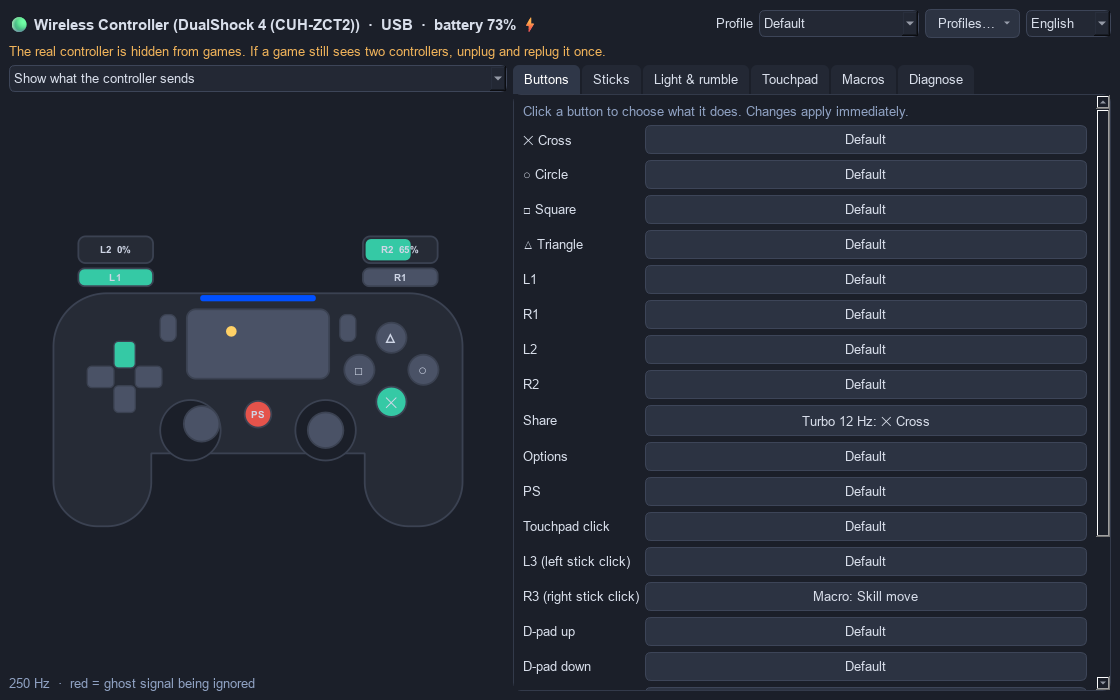 Wireless Controller (DualShock 4 (CUH-ZCT2)) · USB · battery 73%
Profile Default Profiles... English
The real controller is hidden from games. If a game still sees two controllers, unplug and replug it once.
Show what the controller sends
Buttons Sticks Light & rumble Touchpad Macros Diagnose
Click a button to choose what it does. Changes apply immediately.
Cross Default
Circle Default
Square Default
Triangle Default
L1 Default
R1 Default
L2 Default
R2 Default
Share Turbo 12 Hz: ✕ Cross
Options Default
PS Default
Touchpad click Default
L3 (left stick click) Default
R3 (right stick click) Macro: Skill move
D-pad up Default
D-pad down Default
L2 0%
R2 65%
L1
R1
PS
250 Hz · red = ghost signal being ignored